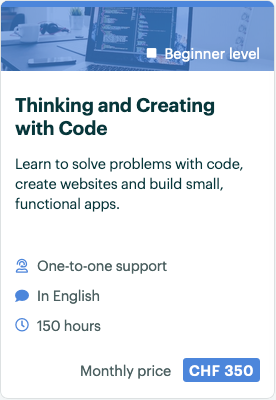 Beginner level
Thinking and Creating
with Code
Learn to solve problems with code,
create websites and build small,
functional apps.
One-to-one support
In English
150 hours
Monthly price CHF 350